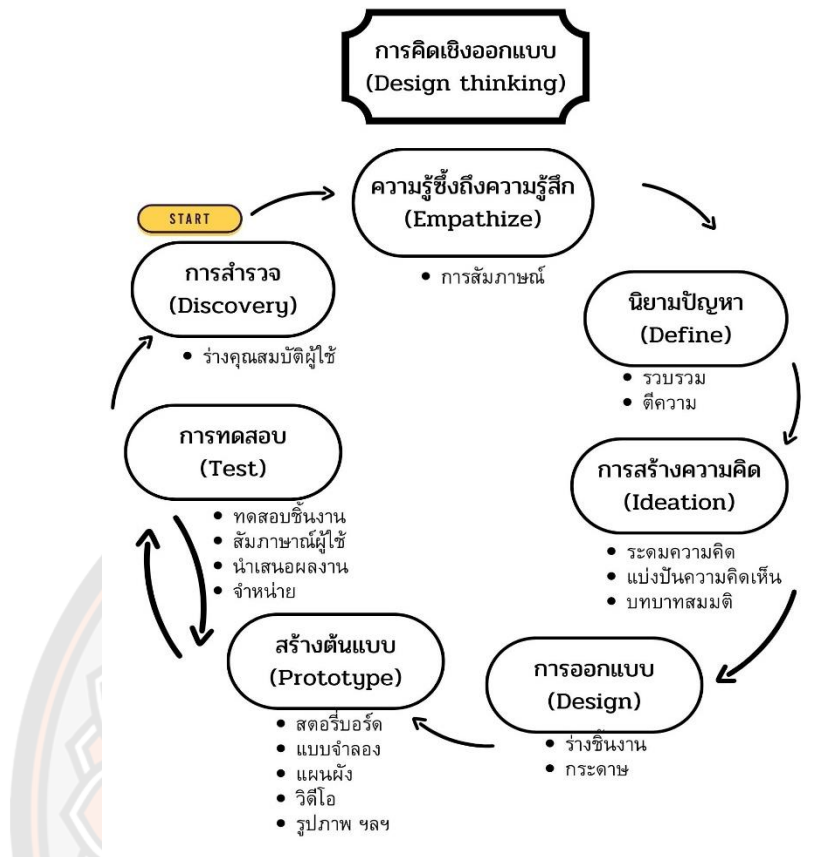 การคิดเชิงออกแบบ
(Design thinking)
ความรู้ซึ้งถึงความรู้สึก
(Empathize)
• การสัมภาษณ์
START
การสำรวจ
(Discovery)
• ร่างคุณสมบัติผู้ใช้
นิยามปัญหา
(Define)
• รวบรวม
• ตีความ
การสร้างความคิด
(Ideation)
• ระดมความคิด
• แบ่งปันความคิดเห็น
• บทบาทสมมติ
การออกแบบ
(Design)
• ร่างชิ้นงาน
• กระดาษ
สร้างต้นแบบ
(Prototype)
• สตอรี่บอร์ด
• แบบจำลอง
• แผนผัง
• วิดีโอ
• รูปภาพ ฯลฯ
การทดสอบ
(Test)
• ทดสอบชิ้นงาน
• สัมภาษาณ์ผู้ใช้
• นำเสนอผลงาน
• จำหน่าย